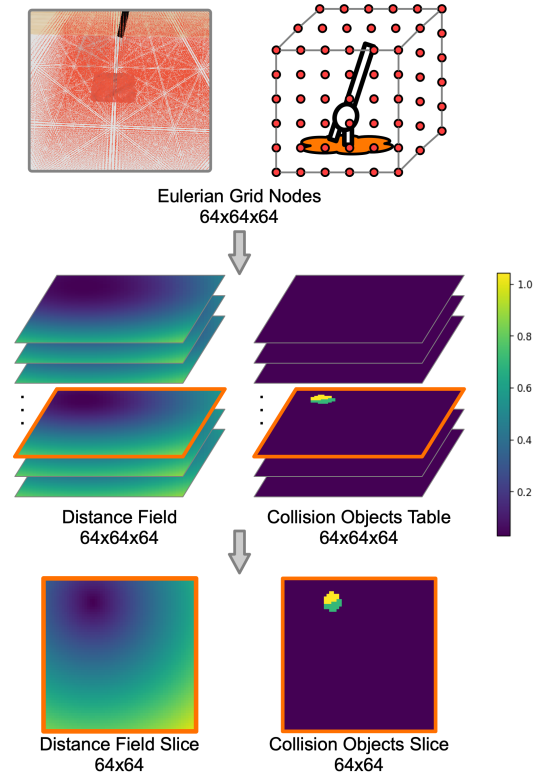 Eulerian Grid Nodes
64x64x64
1.0
0.8
0.6
0.4
0.2
Distance Field
64x64x64
Collision Objects Table
64x64x64
Distance Field Slice
64x64
Collision Objects Slice
64x64